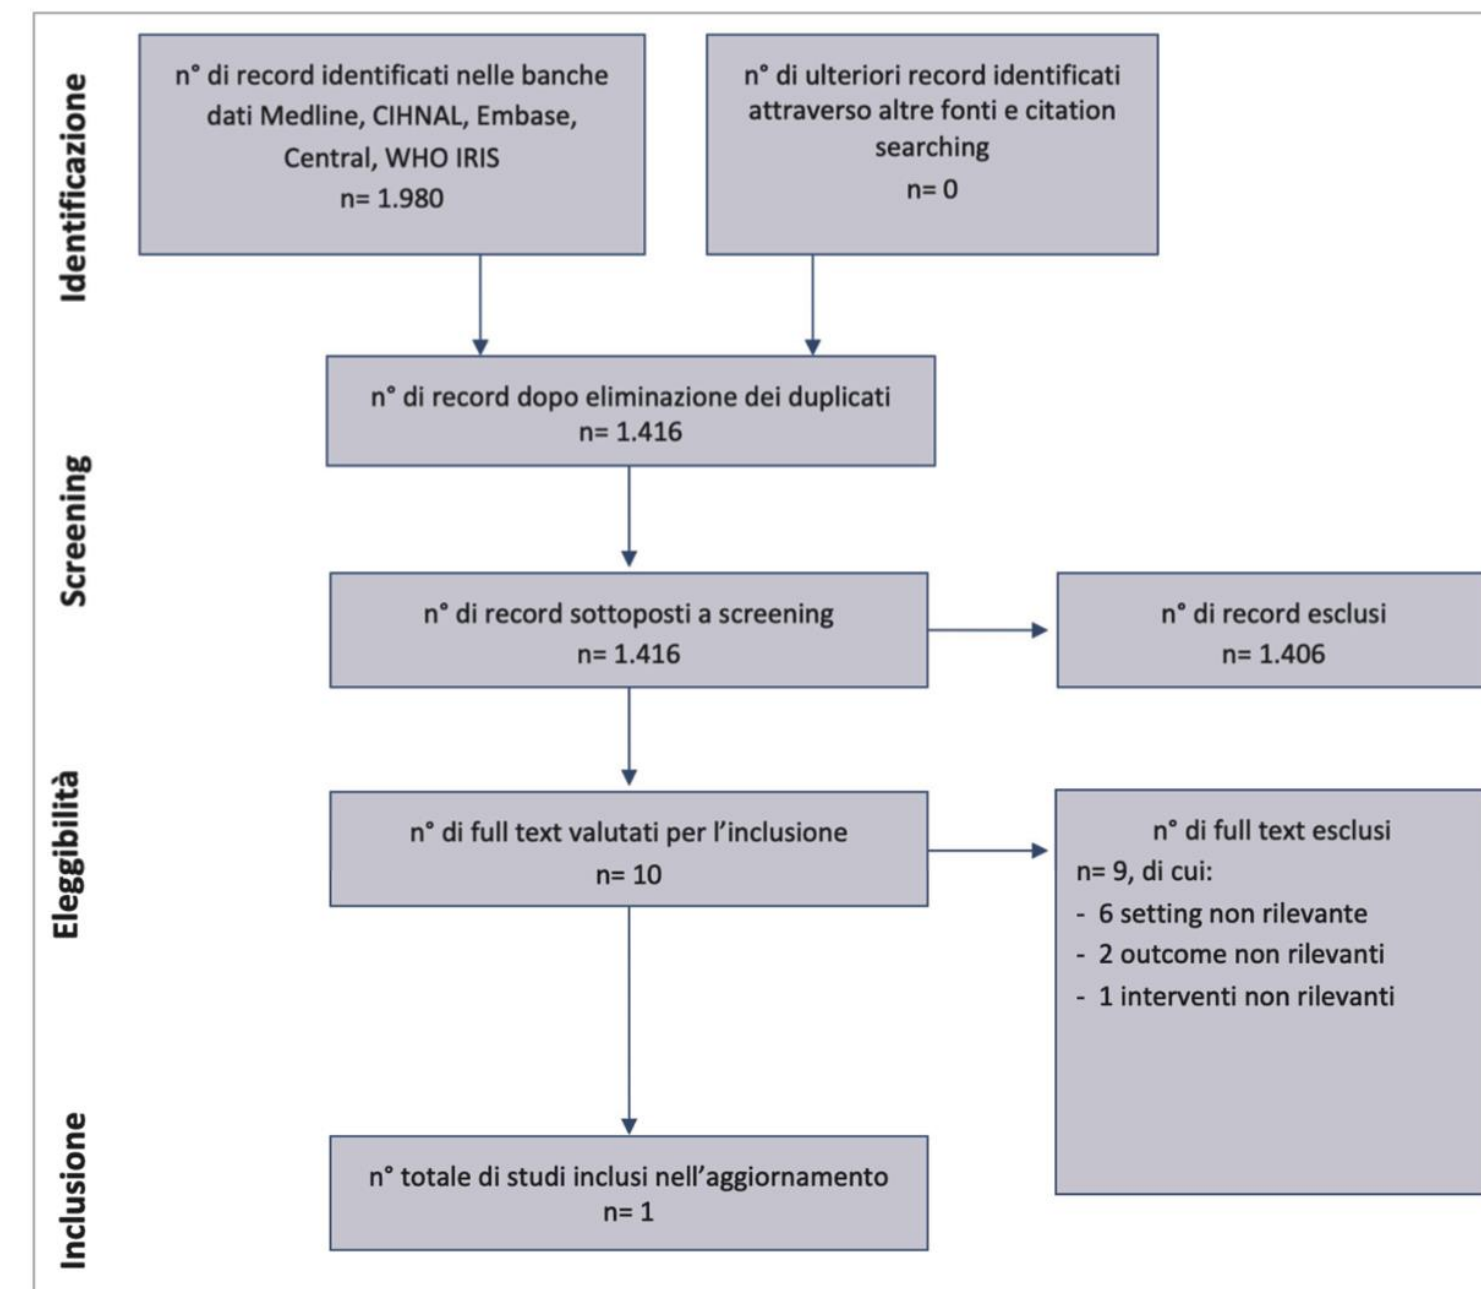 Identificazione
n° di record identificati nelle banche
dati Medline, CIHNAL, Embase,
Central, WHO IRIS
n= 1.980
n° di ulteriori record identificati
attraverso altre fonti e citation
searching
n= 0
Screening
n° di record dopo eliminazione dei duplicati
n= 1.416
n° di record sottoposti a screening
n= 1.416
n° di record esclusi
n= 1.406
Eleggibilità
n° di full text valutati per l’inclusione
n= 10
n° di full text esclusi
n= 9, di cui:
- 6 setting non rilevante
- 2 outcome non rilevanti
- 1 interventi non rilevanti
Inclusione
n° totale di studi inclusi nell’aggiornamento
n= 1